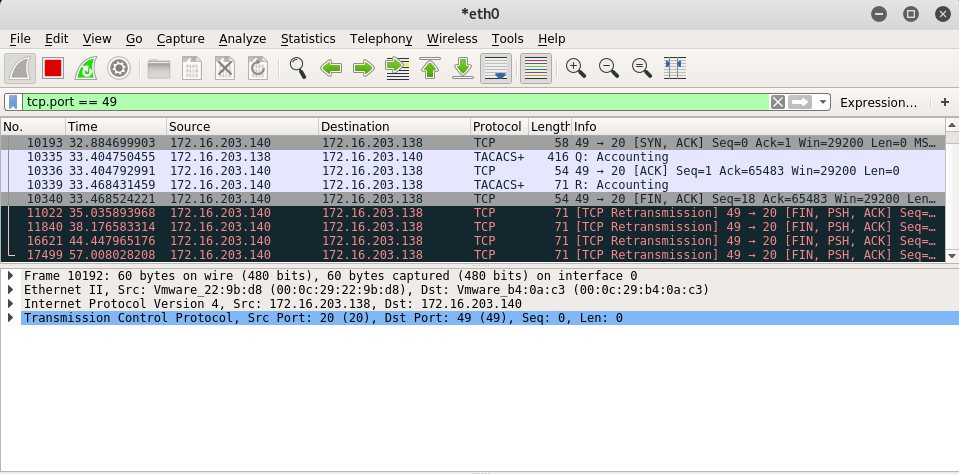 *eth0
File Edit View Go Capture Analyze Statistics Telephony Wireless Tools Help
tcp.port == 49 Expression… +
No. Time Source Destination Protocol Length Info
10193 32.884699903 172.16.203.140 172.16.203.138 TCP 58 49 → 20 [SYN, ACK] Seq=0 Ack=1 Win=29200 Len=0 MS…
10335 33.404750455 172.16.203.138 172.16.203.140 TACACS+ 416 Q: Accounting
10336 33.404792991 172.16.203.140 172.16.203.138 TCP 54 49 → 20 [ACK] Seq=1 Ack=65483 Win=29200 Len=0
10339 33.468431459 172.16.203.140 172.16.203.138 TACACS+ 71 R: Accounting
10340 33.468524221 172.16.203.140 172.16.203.138 TCP 54 49 → 20 [FIN, ACK] Seq=18 Ack=65483 Win=29200 Len…
11022 35.035893968 172.16.203.140 172.16.203.138 TCP 71 [TCP Retransmission] 49 → 20 [FIN, PSH, ACK] Seq=…
11840 38.176583314 172.16.203.140 172.16.203.138 TCP 71 [TCP Retransmission] 49 → 20 [FIN, PSH, ACK] Seq=…
16621 44.447965176 172.16.203.140 172.16.203.138 TCP 71 [TCP Retransmission] 49 → 20 [FIN, PSH, ACK] Seq=…
17499 57.008028208 172.16.203.140 172.16.203.138 TCP 71 [TCP Retransmission] 49 → 20 [FIN, PSH, ACK] Seq=…
Frame 10192: 60 bytes on wire (480 bits), 60 bytes captured (480 bits) on interface 0
Ethernet II, Src: Vmware_22:9b:d8 (00:0c:29:22:9b:d8), Dst: Vmware_b4:0a:c3 (00:0c:29:b4:0a:c3)
Internet Protocol Version 4, Src: 172.16.203.138, Dst: 172.16.203.140
Transmission Control Protocol, Src Port: 20 (20), Dst Port: 49 (49), Seq: 0, Len: 0